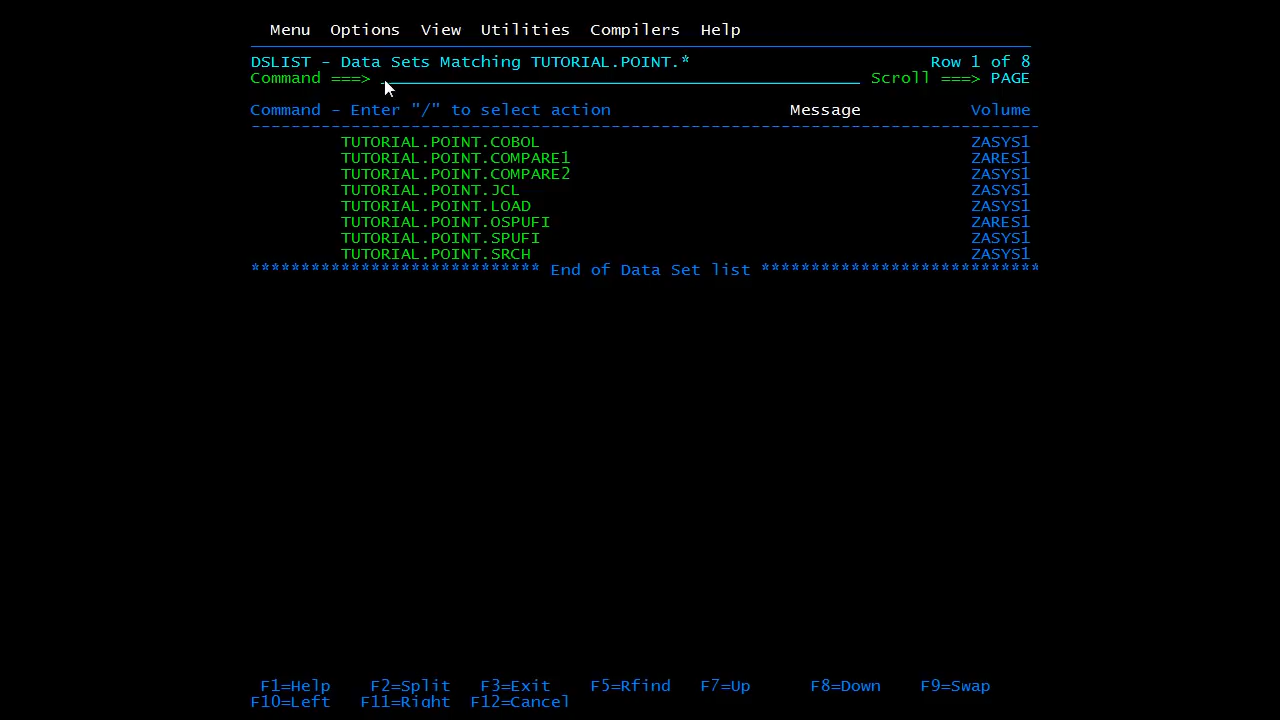 Menu Options View Utilities Compilers Help
DSLIST - Data Sets Matching TUTORIAL.POINT.* Row 1 of 8
Command ===> Scroll ===> PAGE
Command - Enter "/" to select action Message Volume
-------------------------------------------------------------------------------
TUTORIAL.POINT.COBOL ZASYS1
TUTORIAL.POINT.COMPARE1 ZARES1
TUTORIAL.POINT.COMPARE2 ZASYS1
TUTORIAL.POINT.JCL ZASYS1
TUTORIAL.POINT.LOAD ZASYS1
TUTORIAL.POINT.OSPUFI ZARES1
TUTORIAL.POINT.SPUFI ZASYS1
TUTORIAL.POINT.SRCH ZASYS1
***************************** End of Data Set list ****************************
F1=Help F2=Split F3=Exit F5=Rfind F7=Up F8=Down F9=Swap
F10=Left F11=Right F12=Cancel